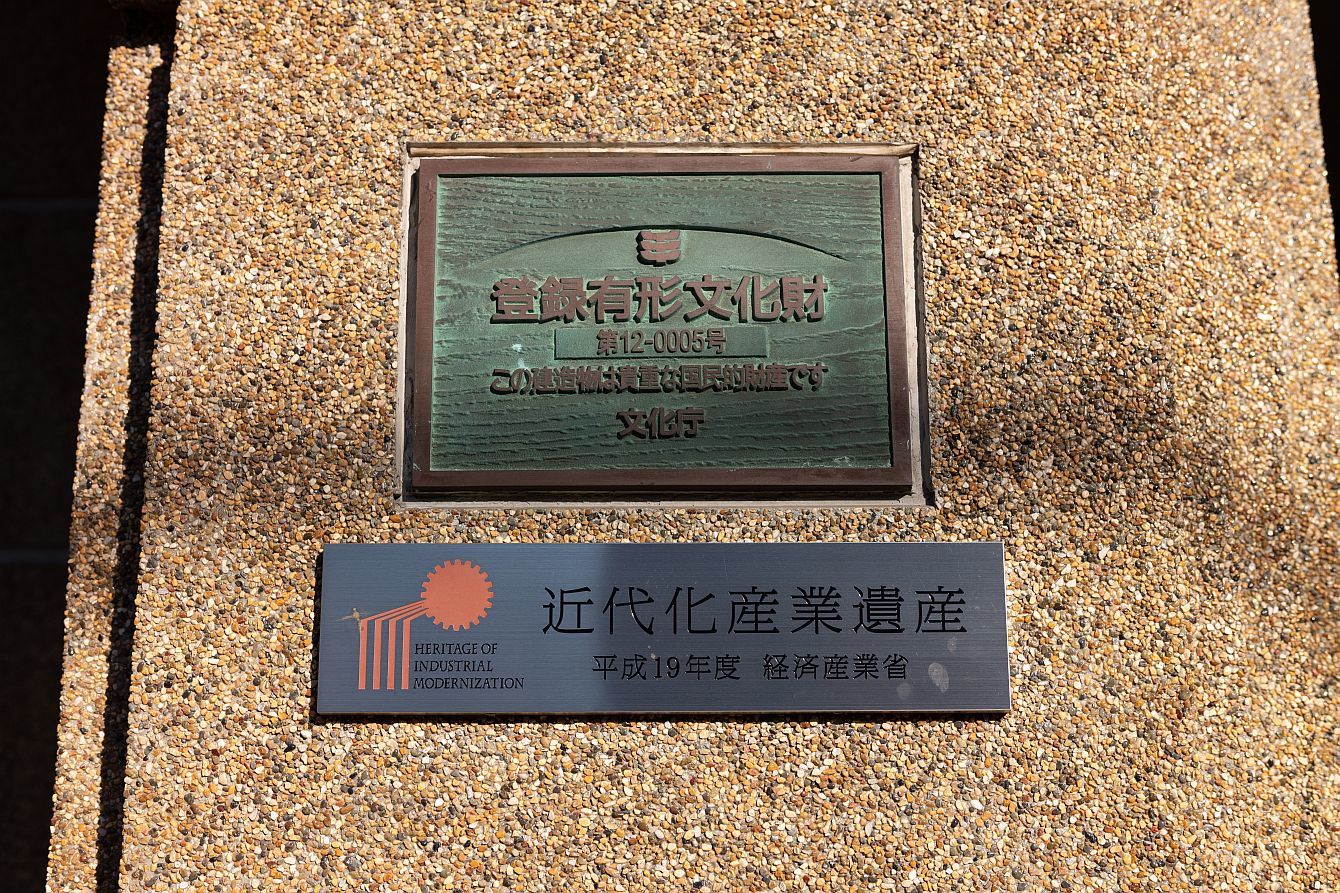 登録有形文化財
第12-0005号
この建造物は貴重な国民的財産です
文化庁
HERITAGE OF
INDUSTRIAL
MODERNIZATION
近代化産業遺産
平成19年度 経済産業省